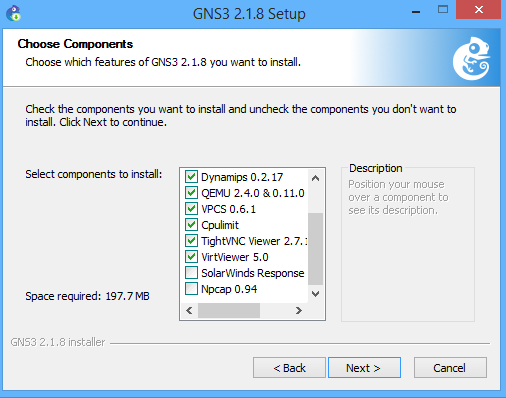 GNS3 2.1.8 Setup
Choose Components
Choose which features of GNS3 2.1.8 you want to install.
Check the components you want to install and uncheck the components you don't want to
install. Click Next to continue.
Select components to install:
Dynamips 0.2.17
QEMU 2.4.0 & 0.11.0
VPCS 0.6.1
Cpulimit
TightVNC Viewer 2.7.1
VirtViewer 5.0
SolarWinds Response
Npcap 0.94
Description
Position your mouse
over a component to
see its description.
Space required: 197.7 MB
GNS3 2.1.8 installer
< Back
Next >
Cancel